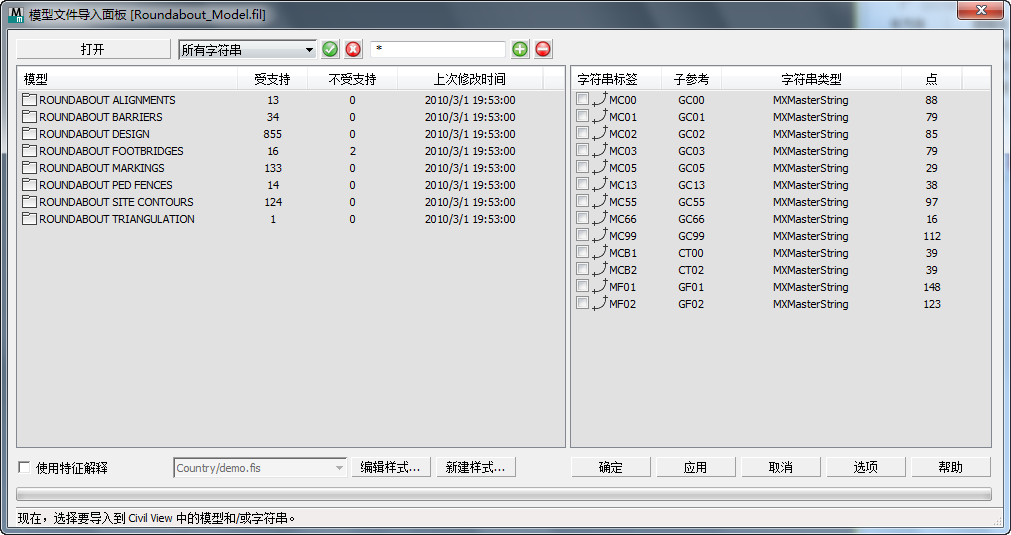 模型文件导入面板 [Roundabout_Model.fil]
打开 所有字符串 *
模型 受支持 不受支持 上次修改时间
ROUNDABOUT ALIGNMENTS 13 0 2010/3/1 19:53:00
ROUNDABOUT BARRIERS 34 0 2010/3/1 19:53:00
ROUNDABOUT DESIGN 855 0 2010/3/1 19:53:00
ROUNDABOUT FOOTBRIDGES 16 2 2010/3/1 19:53:00
ROUNDABOUT MARKINGS 133 0 2010/3/1 19:53:00
ROUNDABOUT PED FENCES 14 0 2010/3/1 19:53:00
ROUNDABOUT SITE CONTOURS 124 0 2010/3/1 19:53:00
ROUNDABOUT TRIANGULATION 1 0 2010/3/1 19:53:00
字符串标签 子参考 字符串类型 点
MC00 GC00 MXMasterString 88
MC01 GC01 MXMasterString 79
MC02 GC02 MXMasterString 85
MC03 GC03 MXMasterString 79
MC05 GC05 MXMasterString 29
MC13 GC13 MXMasterString 38
MC55 GC55 MXMasterString 97
MC66 GC66 MXMasterString 16
MC99 GC99 MXMasterString 112
MCB1 CT00 MXMasterString 39
MCB2 CT02 MXMasterString 39
MF01 GF01 MXMasterString 148
MF02 GF02 MXMasterString 123
使用特征解释 Country/demo.fis 编辑样式... 新建样式... 确定 应用 取消 选项 帮助
现在，选择要导入到 Civil View 中的模型和/或字符串。